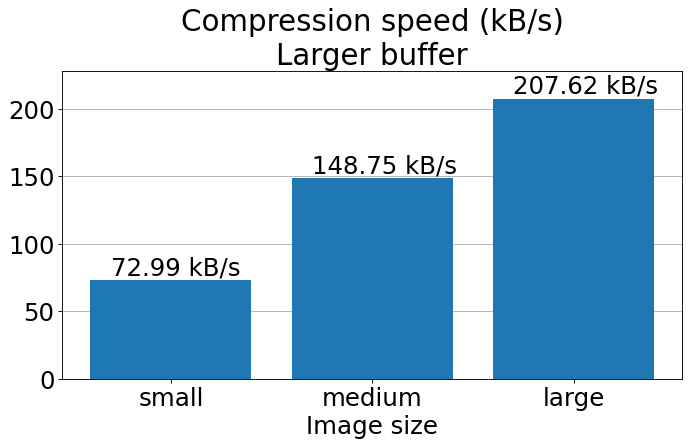 Compression speed (kB/s)
Larger buffer
207.62 kB/s
200
148.75 kB/s
150
100
72.99 kB/s
50
0
small medium large
Image size